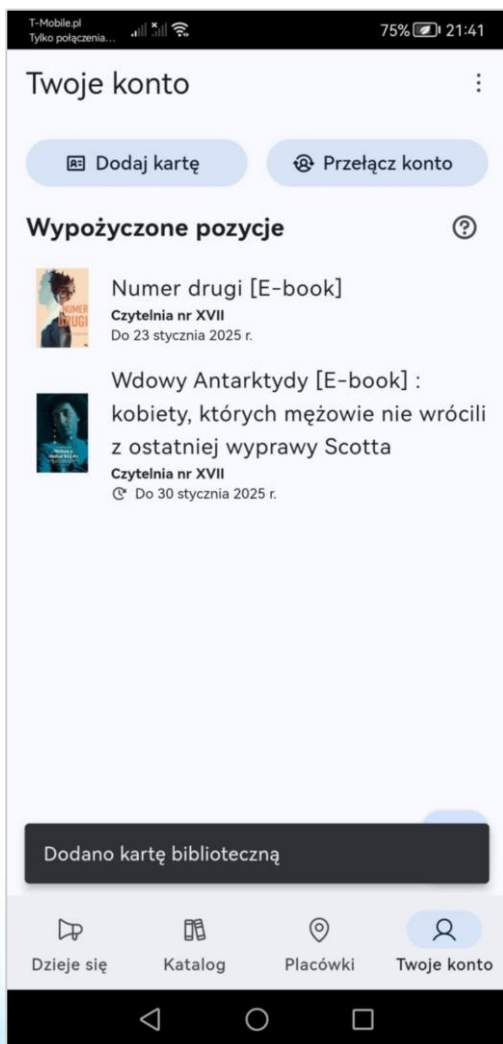 T-Mobile.pl
Tylko połączenia...
75% 21:41
Twoje konto
Dodaj kartę
Przełącz konto
Wypożyczone pozycje
NUMER
DRUGI
Numer drugi [E-book]
Czytelnia nr XVII
Do 23 stycznia 2025 r.
Wdowy Antarktydy [E-book] :
kobiety, których mężowie nie wrócili
z ostatniej wyprawy Scotta
Czytelnia nr XVII
Do 30 stycznia 2025 r.
Dodano kartę biblioteczną
Dzieje się
Katalog
Placówki
Twoje konto